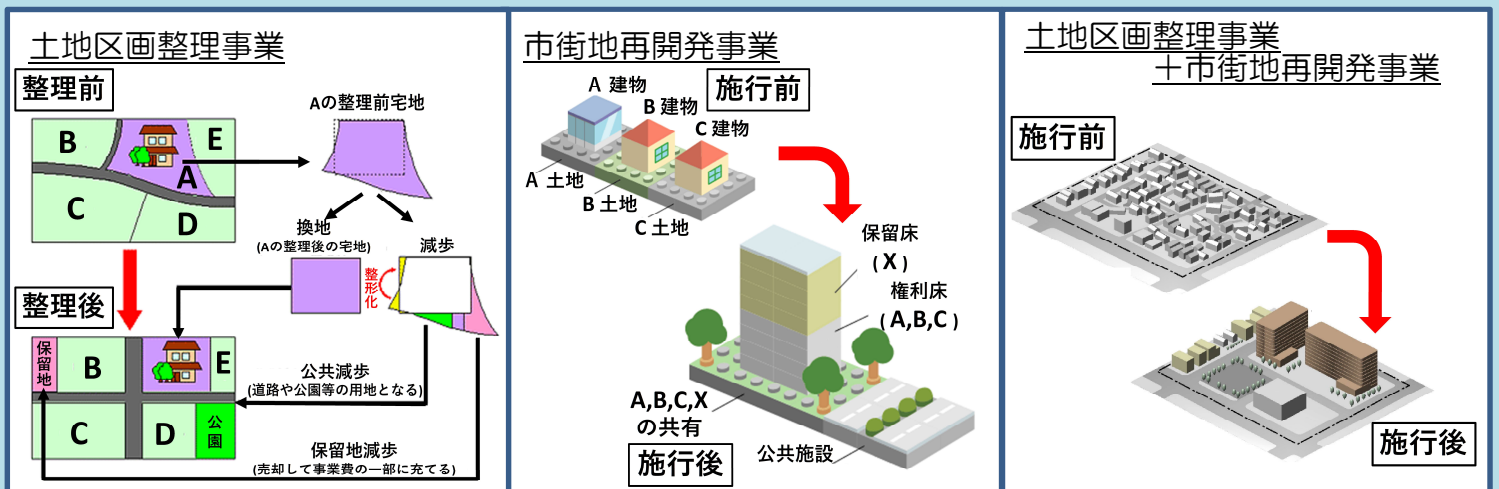 土地区画整理事業
整理前
Aの整理前宅地
B
E
A
C
D
換地
(Aの整理後の宅地)
減歩
整形化
整理後
保留地
B
E
C
D
公園
公共減歩
(道路や公園等の用地となる)
保留地減歩
(売却して事業費の一部に充てる)
市街地再開発事業
施行前
A 建物
B 建物
C 建物
A 土地
B 土地
C 土地
保留床
(X)
権利床
(A,B,C)
A,B,C,X
の共有
公共施設
施行後
土地区画整理事業
+市街地再開発事業
施行前
施行後